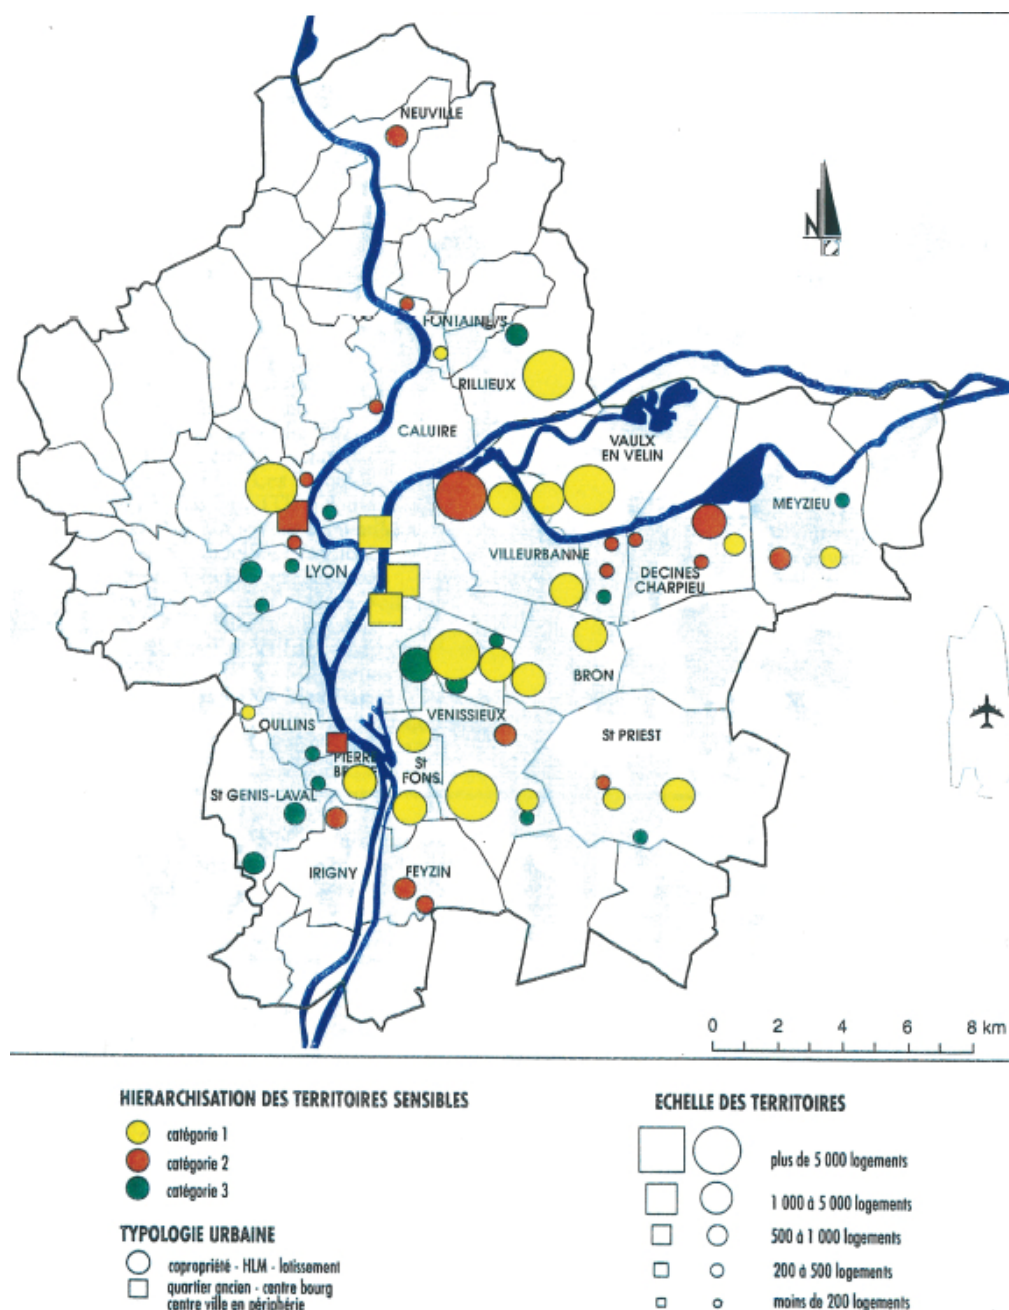 NEUVILLE
N
FONTAINE/S
RILLIEUX
CALUIRE
VAULX
EN VELIN
MEYZIEU
VILLEURBANNE
LYON
DECINES
CHARPIEU
BRON
OULLINS
VENISSIEUX
St PRIEST
PIERRE
BENITE
St
FONS
St GENIS-LAVAL
IRIGNY
FEYZIN
0 2 4 6 8 km
HIERARCHISATION DES TERRITOIRES SENSIBLES
catégorie 1
catégorie 2
catégorie 3
TYPOLOGIE URBAINE
copropriété - HLM - lotissement
quartier ancien - centre bourg
centre ville en périphérie
ECHELLE DES TERRITOIRES
plus de 5 000 logements
1 000 à 5 000 logements
500 à 1 000 logements
200 à 500 logements
moins de 200 logements